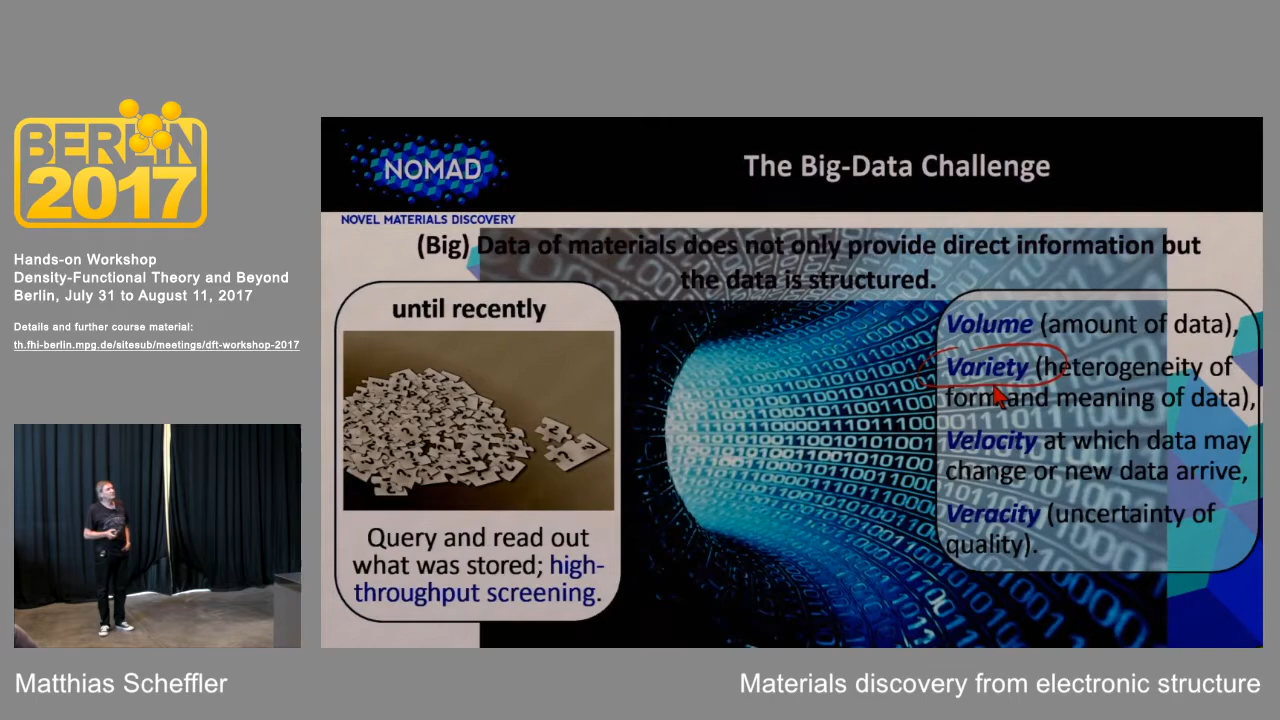 BERLIN
2017
Hands-on Workshop
Density-Functional Theory and Beyond
Berlin, July 31 to August 11, 2017
Details and further course material:
th.fhi-berlin.mpg.de/sitesub/meetings/dft-workshop-2017
NOMAD
NOVEL MATERIALS DISCOVERY
The Big-Data Challenge
(Big) Data of materials does not only provide direct information but
the data is structured.
until recently
Query and read out
what was stored; high-
throughput screening.
Volume (amount of data),
Variety (heterogeneity of
form and meaning of data),
Velocity at which data may
change or new data arrive,
Veracity (uncertainty of
quality).
Matthias Scheffler
Materials discovery from electronic structure